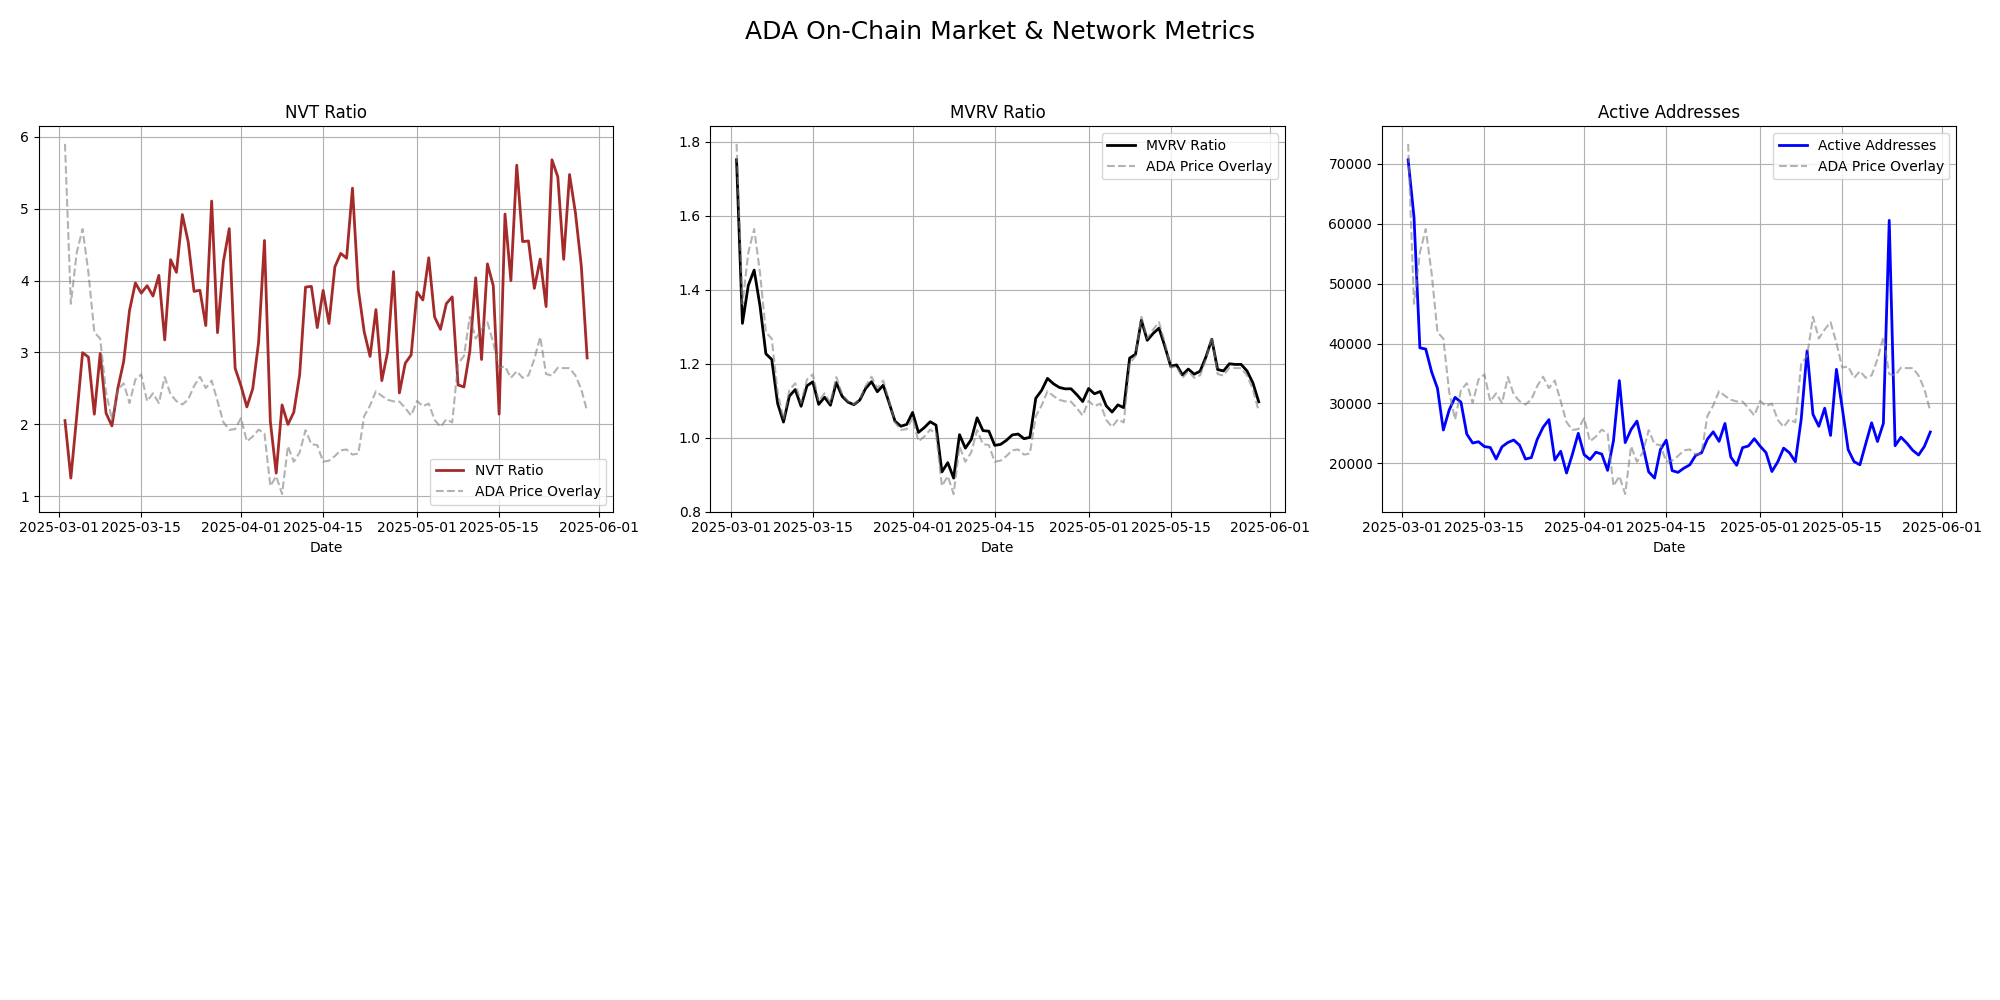 ADA On-Chain Market & Network Metrics
NVT Ratio
6
5
4
3
2
1
NVT Ratio
ADA Price Overlay
2025-03-01 2025-03-15 2025-04-01 2025-04-15 2025-05-01 2025-05-15 2025-06-01
Date
MVRV Ratio
1.8
1.6
1.4
1.2
1.0
0.8
MVRV Ratio
ADA Price Overlay
2025-03-01 2025-03-15 2025-04-01 2025-04-15 2025-05-01 2025-05-15 2025-06-01
Date
Active Addresses
70000
60000
50000
40000
30000
20000
Active Addresses
ADA Price Overlay
2025-03-01 2025-03-15 2025-04-01 2025-04-15 2025-05-01 2025-05-15 2025-06-01
Date